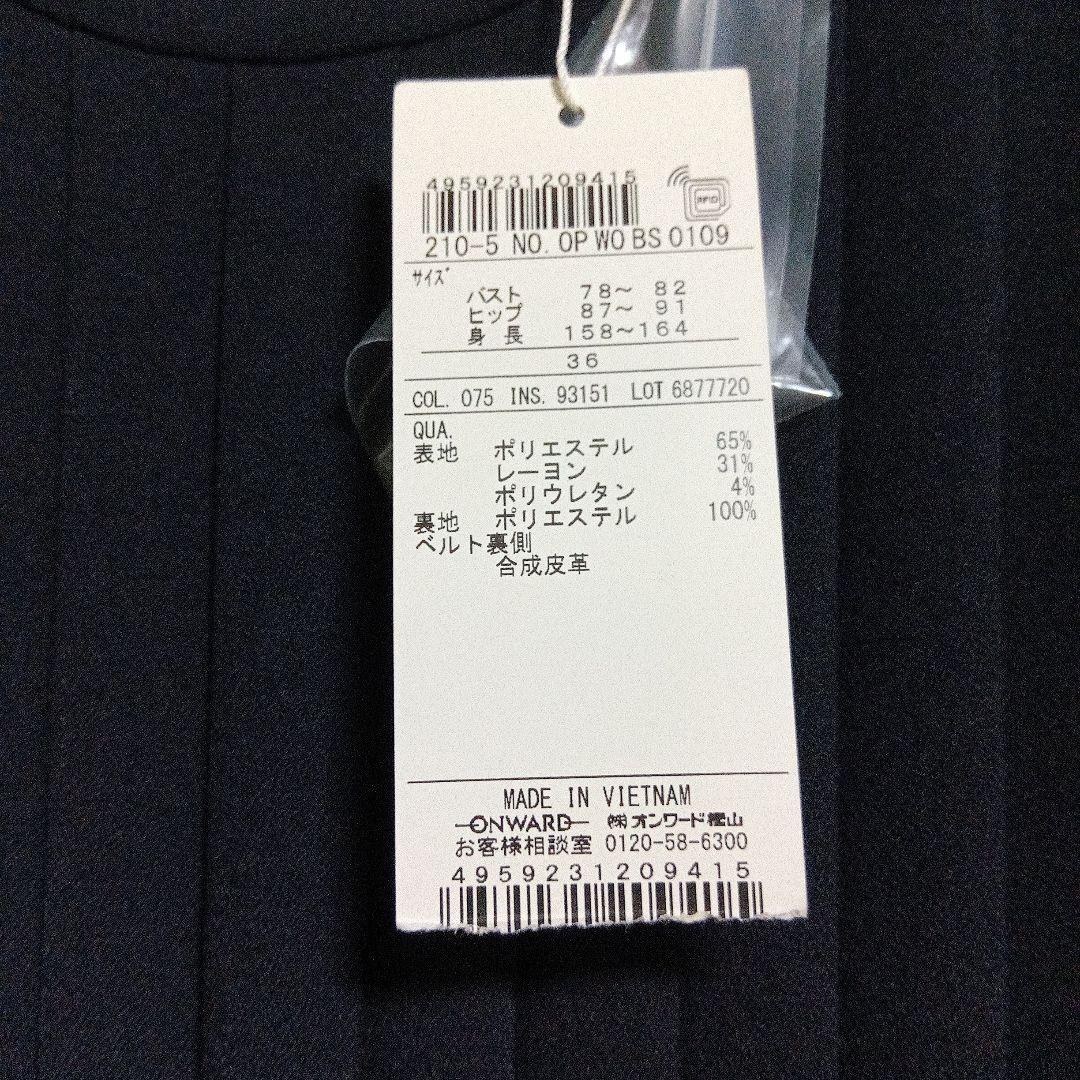 4959231209415
RFID
210-5 NO. OP WO BS 0109
サイズ
バスト 78～ 82
ヒップ 87～ 91
身 長 158～164
36
COL. 075 INS. 93151 LOT 6877720
QUA.
表地 ポリエステル 65%
レーヨン 31%
ポリウレタン 4%
裏地 ポリエステル 100%
ベルト裏側
合成皮革
MADE IN VIETNAM
ONWARD ㈱オンワード樫山
お客様相談室 0120-58-6300
4959231209415